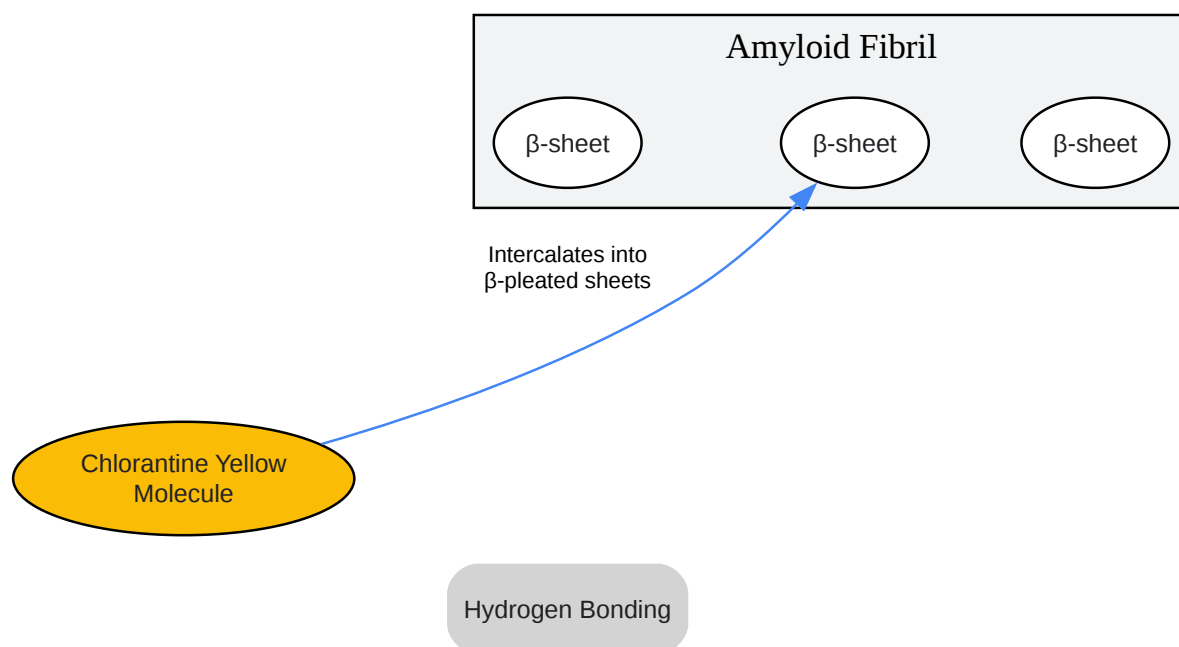 Amyloid Fibril
β-sheet
β-sheet
β-sheet
Intercalates into
β-pleated sheets
Chlorantine Yellow
Molecule
Hydrogen Bonding